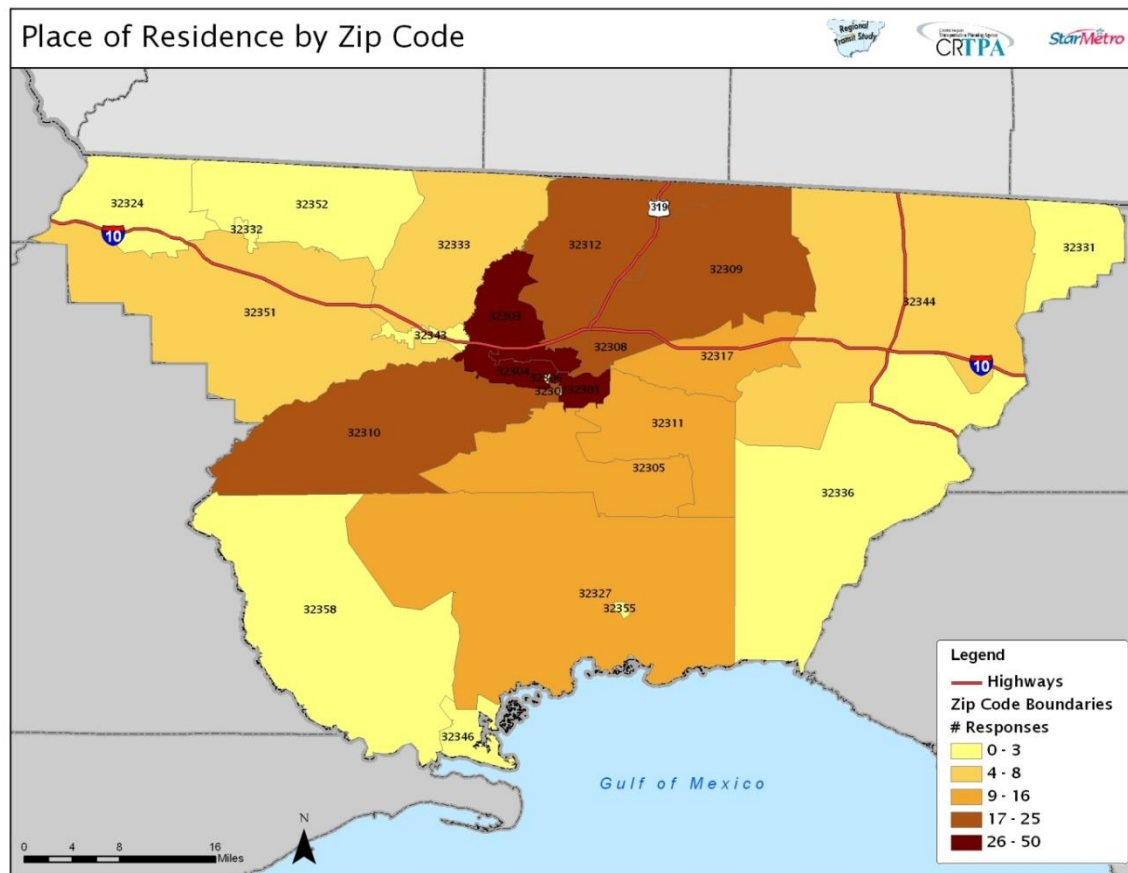 Place of Residence by Zip Code
Regional
Transit Study
CRTPA
StarMetro
32324
32352
32332
10
32333
32312
319
32309
32331
32351
32303
32344
32343
32308
32317
10
32304
32301
32310
32311
32305
32336
32358
32327
32355
32346
Gulf of Mexico
Legend
Highways
Zip Code Boundaries
# Responses
0 - 3
4 - 8
9 - 16
17 - 25
26 - 50
N
0 4 8 16
Miles